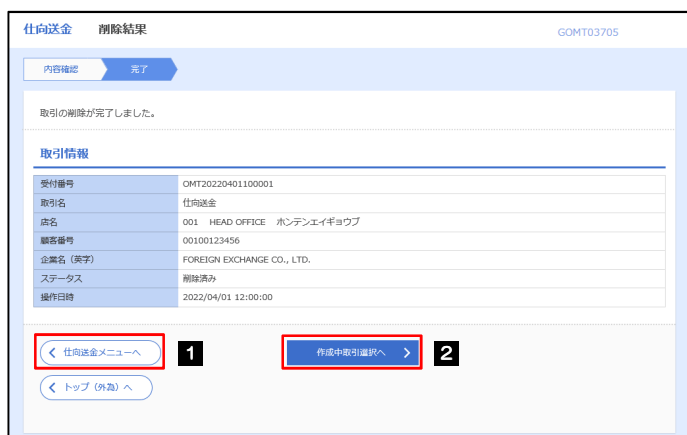 仕向送金 削除結果 GOMT03705
内容確認 完了
取引の削除が完了しました。
取引情報
受付番号 OMT20220401100001
取引名 仕向送金
店名 001 HEAD OFFICE ホンテンエイギョウブ
顧客番号 00100123456
企業名（英字） FOREIGN EXCHANGE CO., LTD.
ステータス 削除済み
操作日時 2022/04/01 12:00:00
仕向送金メニューへ 1 作成中取引選択へ 2
トップ（外為）へ